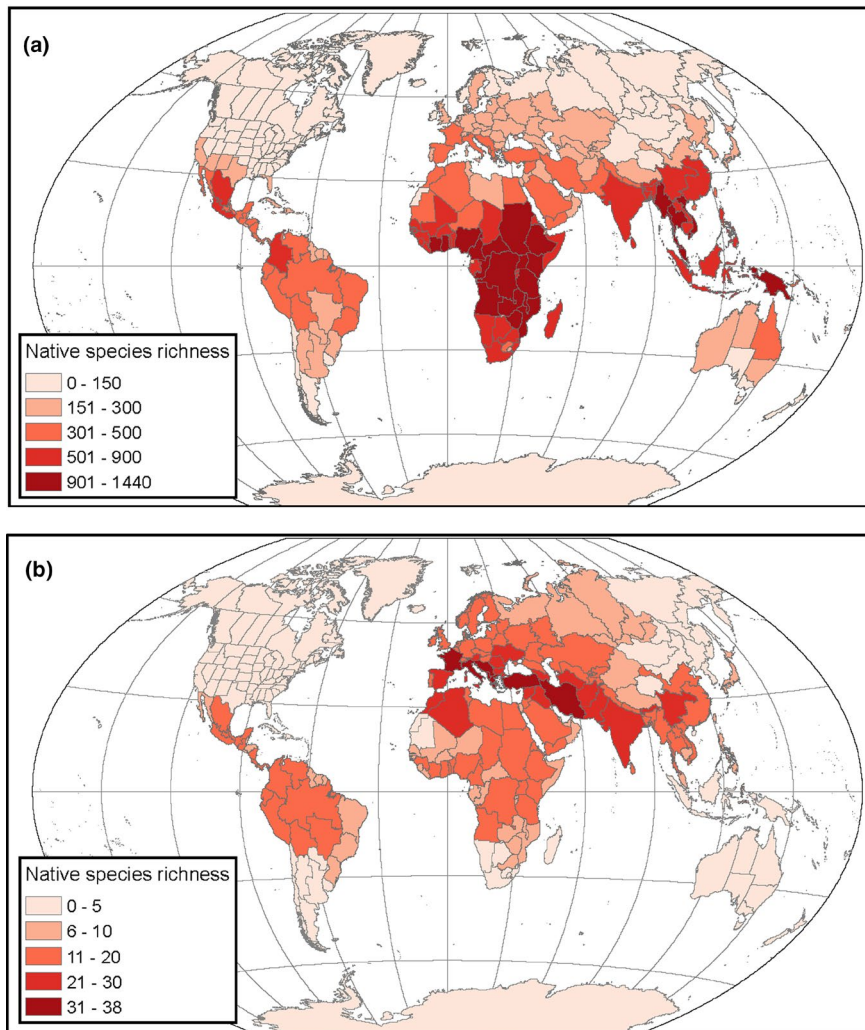 (a)
Native species richness
0 - 150
151 - 300
301 - 500
501 - 900
901 - 1440
(b)
Native species richness
0 - 5
6 - 10
11 - 20
21 - 30
31 - 38